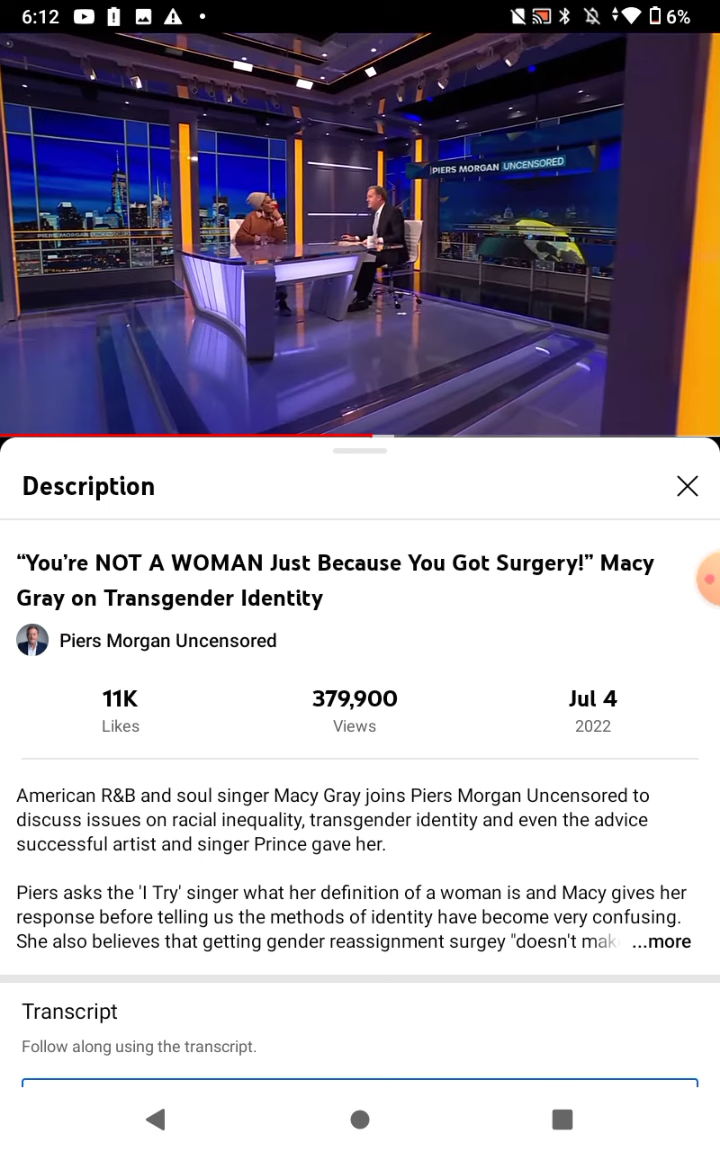 6:12
6%
PIERS MORGAN UNCENSORED
Description
“You’re NOT A WOMAN Just Because You Got Surgery!” Macy
Gray on Transgender Identity
Piers Morgan Uncensored
11K
379,900
Jul 4
Likes
Views
2022
American R&B and soul singer Macy Gray joins Piers Morgan Uncensored to
discuss issues on racial inequality, transgender identity and even the advice
successful artist and singer Prince gave her.
Piers asks the 'I Try' singer what her definition of a woman is and Macy gives her
response before telling us the methods of identity have become very confusing.
She also believes that getting gender reassignment surgey "doesn't mak ...more
Transcript
Follow along using the transcript.